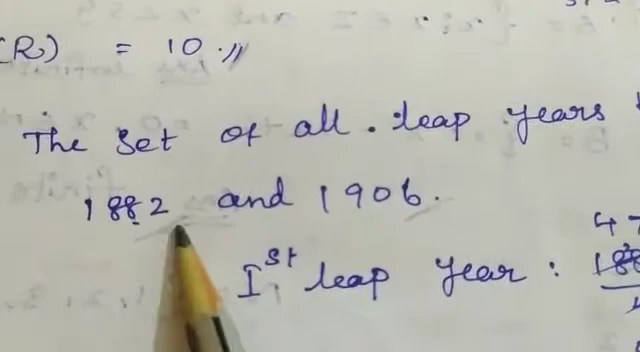 (R) = 10.//
The set of all . leap years
1882 and 1906.
Ist leap year :